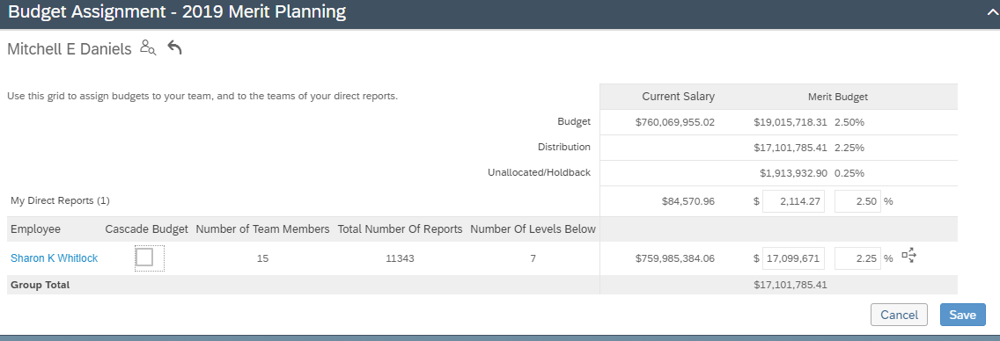 Budget Assignment - 2019 Merit Planning
Mitchell E Daniels
Use this grid to assign budgets to your team, and to the teams of your direct reports. Current Salary Merit Budget
Budget $760,069,955.02 $19,015,718.31 2.50%
Distribution $17,101,785.41 2.25%
Unallocated/Holdback $1,913,932.90 0.25%
My Direct Reports (1) $84,570.96 $ 2,114.27 2.50 %
Employee Cascade Budget Number of Team Members Total Number Of Reports Number Of Levels Below
Sharon K Whitlock 15 11343 7 $759,985,384.06 $ 17,099,671 2.25 %
Group Total $17,101,785.41
Cancel Save